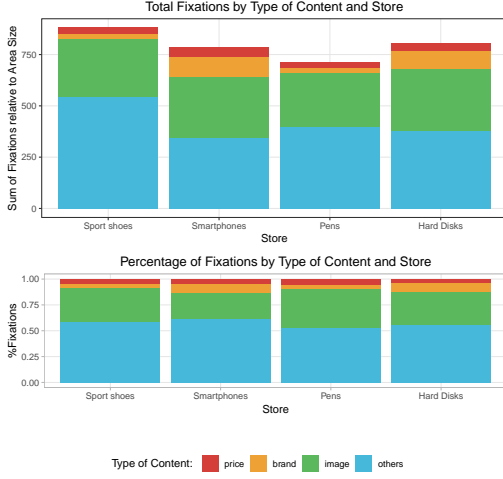 Total Fixations by Type of Content and Store
Sum of Fixations relative to Area Size
750
500
250
0
Sport shoes Smartphones Pens Hard Disks
Store
Percentage of Fixations by Type of Content and Store
%Fixations
1.00
0.75
0.50
0.25
0.00
Sport shoes Smartphones Pens Hard Disks
Store
Type of Content: price brand image others